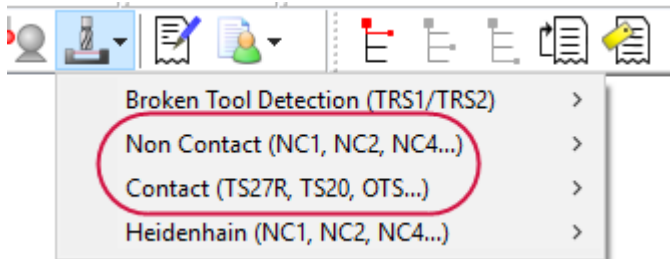 Broken Tool Detection (TRS1/TRS2)
Non Contact (NC1, NC2, NC4...)
Contact (TS27R, TS20, OTS...)
Heidenhain (NC1, NC2, NC4...)